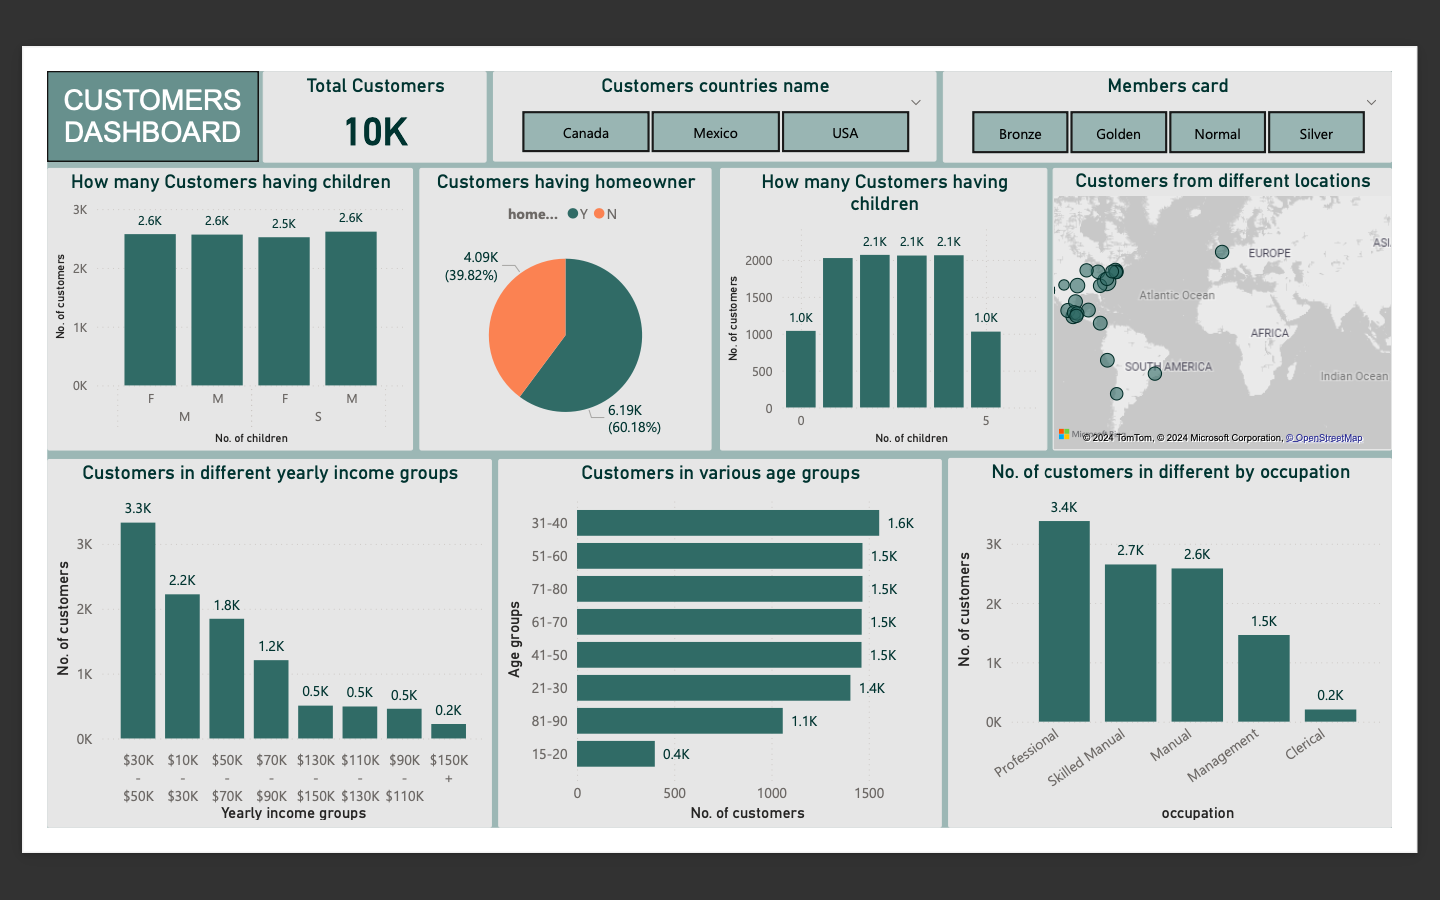 CUSTOMERS
DASHBOARD
Total Customers
10K
Customers countries name
Canada Mexico USA
Members card
Bronze Golden Normal Silver
How many Customers having children
No. of customers
3K
2K
1K
0K
2.6K 2.6K 2.5K 2.6K
F M F M
M S
No. of children
Customers having homeowner
home... Y N
4.09K
(39.82%)
6.19K
(60.18%)
How many Customers having
children
No. of customers
2000
1500
1000
500
0
1.0K 2.1K 2.1K 2.1K 1.0K
0 5
No. of children
Customers from different locations
EUROPE
ASI
Atlantic Ocean
AFRICA
SOUTH AMERICA
Indian Ocean
© 2024 TomTom, © 2024 Microsoft Corporation, © OpenStreetMap
Customers in different yearly income groups
No. of customers
3K
2K
1K
0K
3.3K 2.2K 1.8K 1.2K 0.5K 0.5K 0.5K 0.2K
$30K $10K $50K $70K $130K $110K $90K $150K
- - - - - - - +
$50K $30K $70K $90K $150K $130K $110K
Yearly income groups
Customers in various age groups
Age groups
31-40 1.6K
51-60 1.5K
71-80 1.5K
61-70 1.5K
41-50 1.5K
21-30 1.4K
81-90 1.1K
15-20 0.4K
0 500 1000 1500
No. of customers
No. of customers in different by occupation
No. of customers
3K
2K
1K
0K
3.4K 2.7K 2.6K 1.5K 0.2K
Professional Skilled Manual Manual Management Clerical
occupation